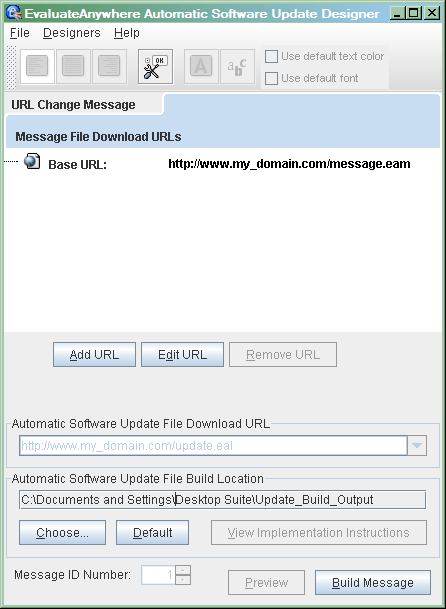 EvaluateAnywhere Automatic Software Update Designer
File Designers Help
OK
A
abc
Use default text color
Use default font
URL Change Message
Message File Download URLs
Base URL: http://www.my_domain.com/message.eam
Add URL Edit URL Remove URL
Automatic Software Update File Download URL
http://www.my_domain.com/update.eal
Automatic Software Update File Build Location
C:\Documents and Settings\Desktop Suite\Update_Build_Output
Choose... Default View Implementation Instructions
Message ID Number: 1
Preview Build Message